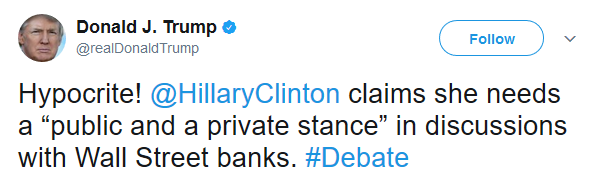 Donald J. Trump
@realDonaldTrump
Follow
Hypocrite! @HillaryClinton claims she needs
a “public and a private stance” in discussions
with Wall Street banks. #Debate